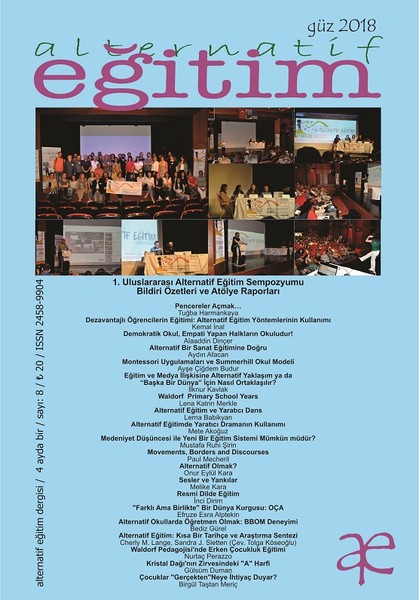 güz 2018
alternatif
eğitim
1. Uluslararası Alternatif Eğitim Sempozyumu
Bildiri Özetleri ve Atölye Raporları
Pencereler Açmak...
Tuğba Harmankaya
Dezavantajlı Öğrencilerin Eğitimi: Alternatif Eğitim Yöntemlerinin Kullanımı
Kemal İnal
Demokratik Okul, Empati Yapan Halkların Okuludur!
Alaaddin Dinçer
Alternatif Bir Sanat Eğitimine Doğru
Aydın Afacan
Montessori Uygulamaları ve Summerhill Okul Modeli
Ayşe Çiğdem Budur
Eğitim ve Medya İlişkisine Alternatif Yaklaşım ya da
“Başka Bir Dünya” İçin Nasıl Ortaklaşılır?
İlknur Kavlak
Waldorf Primary School Years
Lena Katrin Merkle
Alternatif Eğitim ve Yaratıcı Dans
Lerna Babikyan
Alternatif Eğitimde Yaratıcı Dramanın Kullanımı
Mete Akoğuz
Medeniyet Düşüncesi ile Yeni Bir Eğitim Sistemi Mümkün müdür?
Mustafa Ruhi Şirin
Movements, Borders and Discourses
Paul Mecheril
Alternatif Olmak?
Onur Eylül Kara
Sesler ve Yankılar
Melike Kara
Resmi Dilde Eğitim
İnci Dirim
"Farklı Ama Birlikte" Bir Dünya Kurgusu: OÇA
Efruze Esra Alptekin
Alternatif Okullarda Öğretmen Olmak: BBOM Deneyimi
Bediz Gürel
Alternatif Eğitim: Kısa Bir Tarihçe ve Araştırma Sentezi
Cherly M. Lange, Sandra J. Sletten (Çev. Tolga Köseoğlu)
Waldorf Pedagojisi'nde Erken Çocukluk Eğitimi
Nurtaç Perazzo
Kristal Dağı'nın Zirvesindeki "A" Harfi
Gülsüm Duman
Çocuklar "Gerçekten"Neye İhtiyaç Duyar?
Birgül Taştan Meriç
alternatif eğitim dergisi / 4 ayda bir / sayı: 8 / ₺ 20 / ISSN 2458-9904
æ